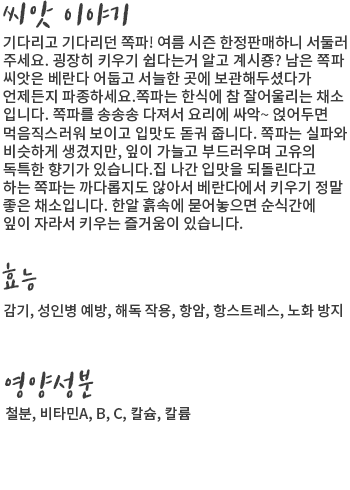 씨앗 이야기
기다리고 기다리던 쪽파! 여름 시즌 한정판매하니 서둘러
주세요. 굉장히 키우기 쉽다는거 알고 계시죵? 남은 쪽파
씨앗은 베란다 어둡고 서늘한 곳에 보관해두셨다가
언제든지 파종하세요.쪽파는 한식에 참 잘어울리는 채소
입니다. 쪽파를 송송송 다져서 요리에 싸악~ 얹어두면
먹음직스러워 보이고 입맛도 돋궈 줍니다. 쪽파는 실파와
비슷하게 생겼지만, 잎이 가늘고 부드러우며 고유의
독특한 향기가 있습니다.집 나간 입맛을 되돌린다고
하는 쪽파는 까다롭지도 않아서 베란다에서 키우기 정말
좋은 채소입니다. 한알 흙속에 묻어놓으면 순식간에
잎이 자라서 키우는 즐거움이 있습니다.
효능
감기, 성인병 예방, 해독 작용, 항암, 항스트레스, 노화 방지
영양성분
철분, 비타민A, B, C, 칼슘, 칼륨